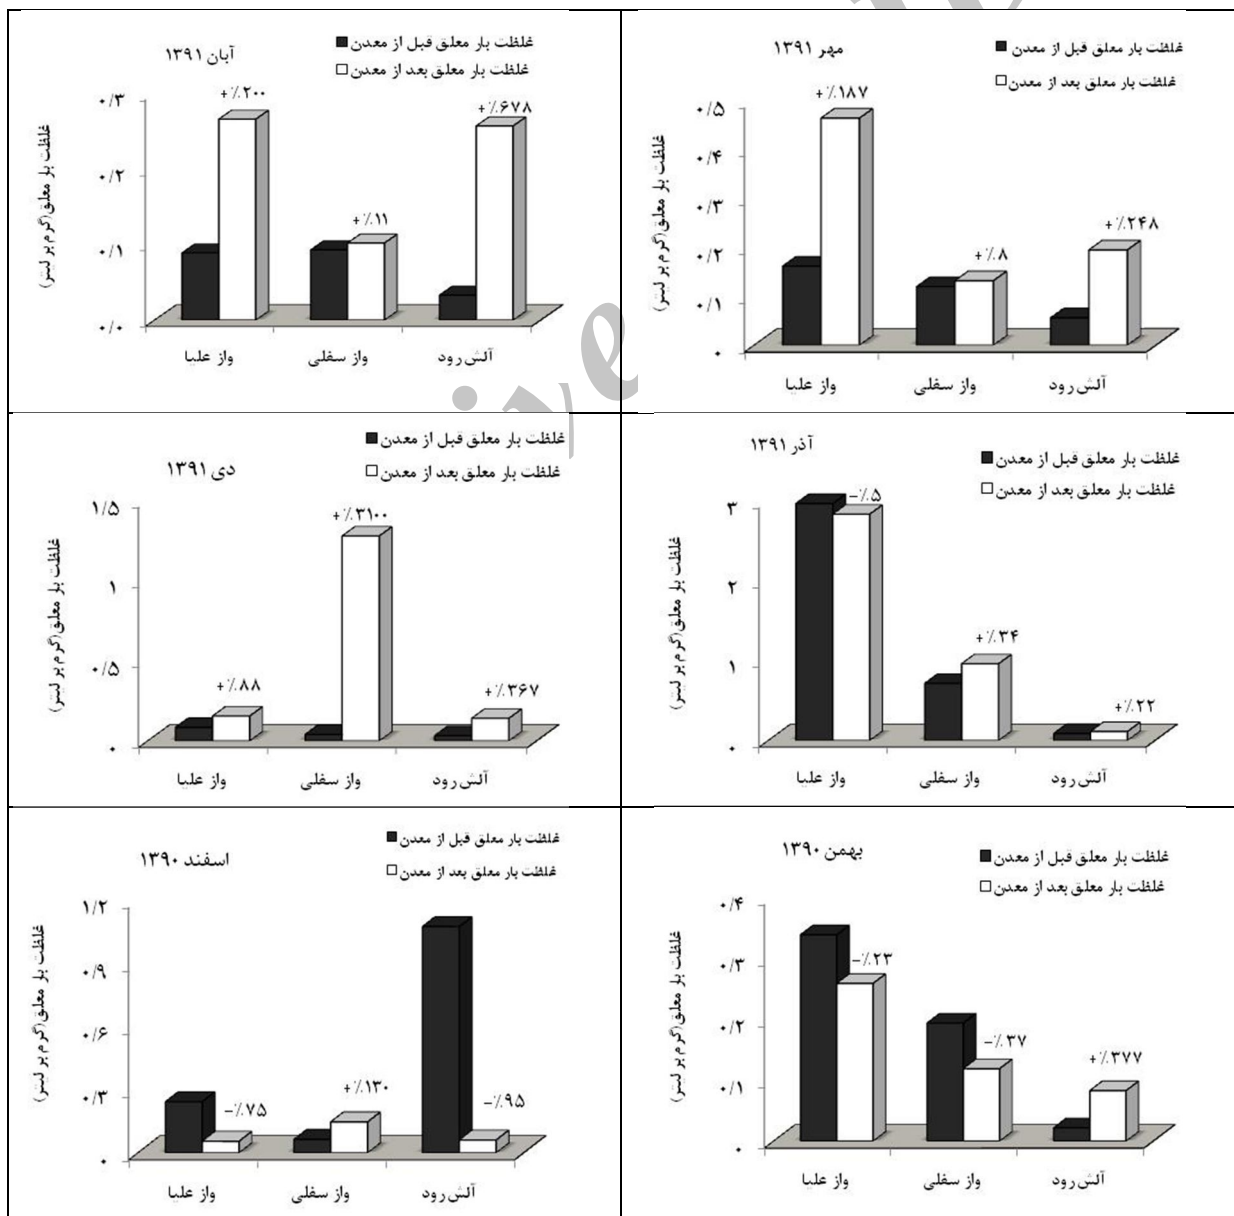 مهر ۱۳۹۱
غلظت بار معلق قبل از معدن
غلظت بار معلق بعد از معدن
غلظت بار معلق(گرم بر لیتر)
۰/۵
۰/۴
۰/۳
۰/۲
۰/۱
۰
+٪۱۸۷
+٪۸
+٪۲۴۸
واز علیا
واز سفلی
آلش‌رود
آبان ۱۳۹۱
غلظت بار معلق قبل از معدن
غلظت بار معلق بعد از معدن
غلظت بار معلق(گرم بر لیتر)
۰/۳
۰/۲
۰/۱
۰/۰
+٪۲۰۰
+٪۱۱
+٪۶۷۸
واز علیا
واز سفلی
آلش‌رود
آذر ۱۳۹۱
غلظت بار معلق قبل از معدن
غلظت بار معلق بعد از معدن
غلظت بار معلق(گرم بر لیتر)
۳
۲
۱
۰
-٪۵
+٪۳۴
+٪۲۲
واز علیا
واز سفلی
آلش‌رود
دی ۱۳۹۱
غلظت بار معلق قبل از معدن
غلظت بار معلق بعد از معدن
غلظت بار معلق(گرم بر لیتر)
۱/۵
۱
۰/۵
۰
+٪۸۸
+٪۳۱۰۰
+٪۳۶۷
واز علیا
واز سفلی
آلش‌رود
بهمن ۱۳۹۰
غلظت بار معلق قبل از معدن
غلظت بار معلق بعد از معدن
غلظت بار معلق(گرم بر لیتر)
۰/۴
۰/۳
۰/۲
۰/۱
۰
-٪۲۳
-٪۳۷
+٪۳۷۷
واز علیا
واز سفلی
آلش‌رود
اسفند ۱۳۹۰
غلظت بار معلق قبل از معدن
غلظت بار معلق بعد از معدن
غلظت بار معلق(گرم بر لیتر)
۱/۲
۰/۹
۰/۶
۰/۳
۰
-٪۷۵
+٪۱۳۰
-٪۹۵
واز علیا
واز سفلی
آلش‌رود